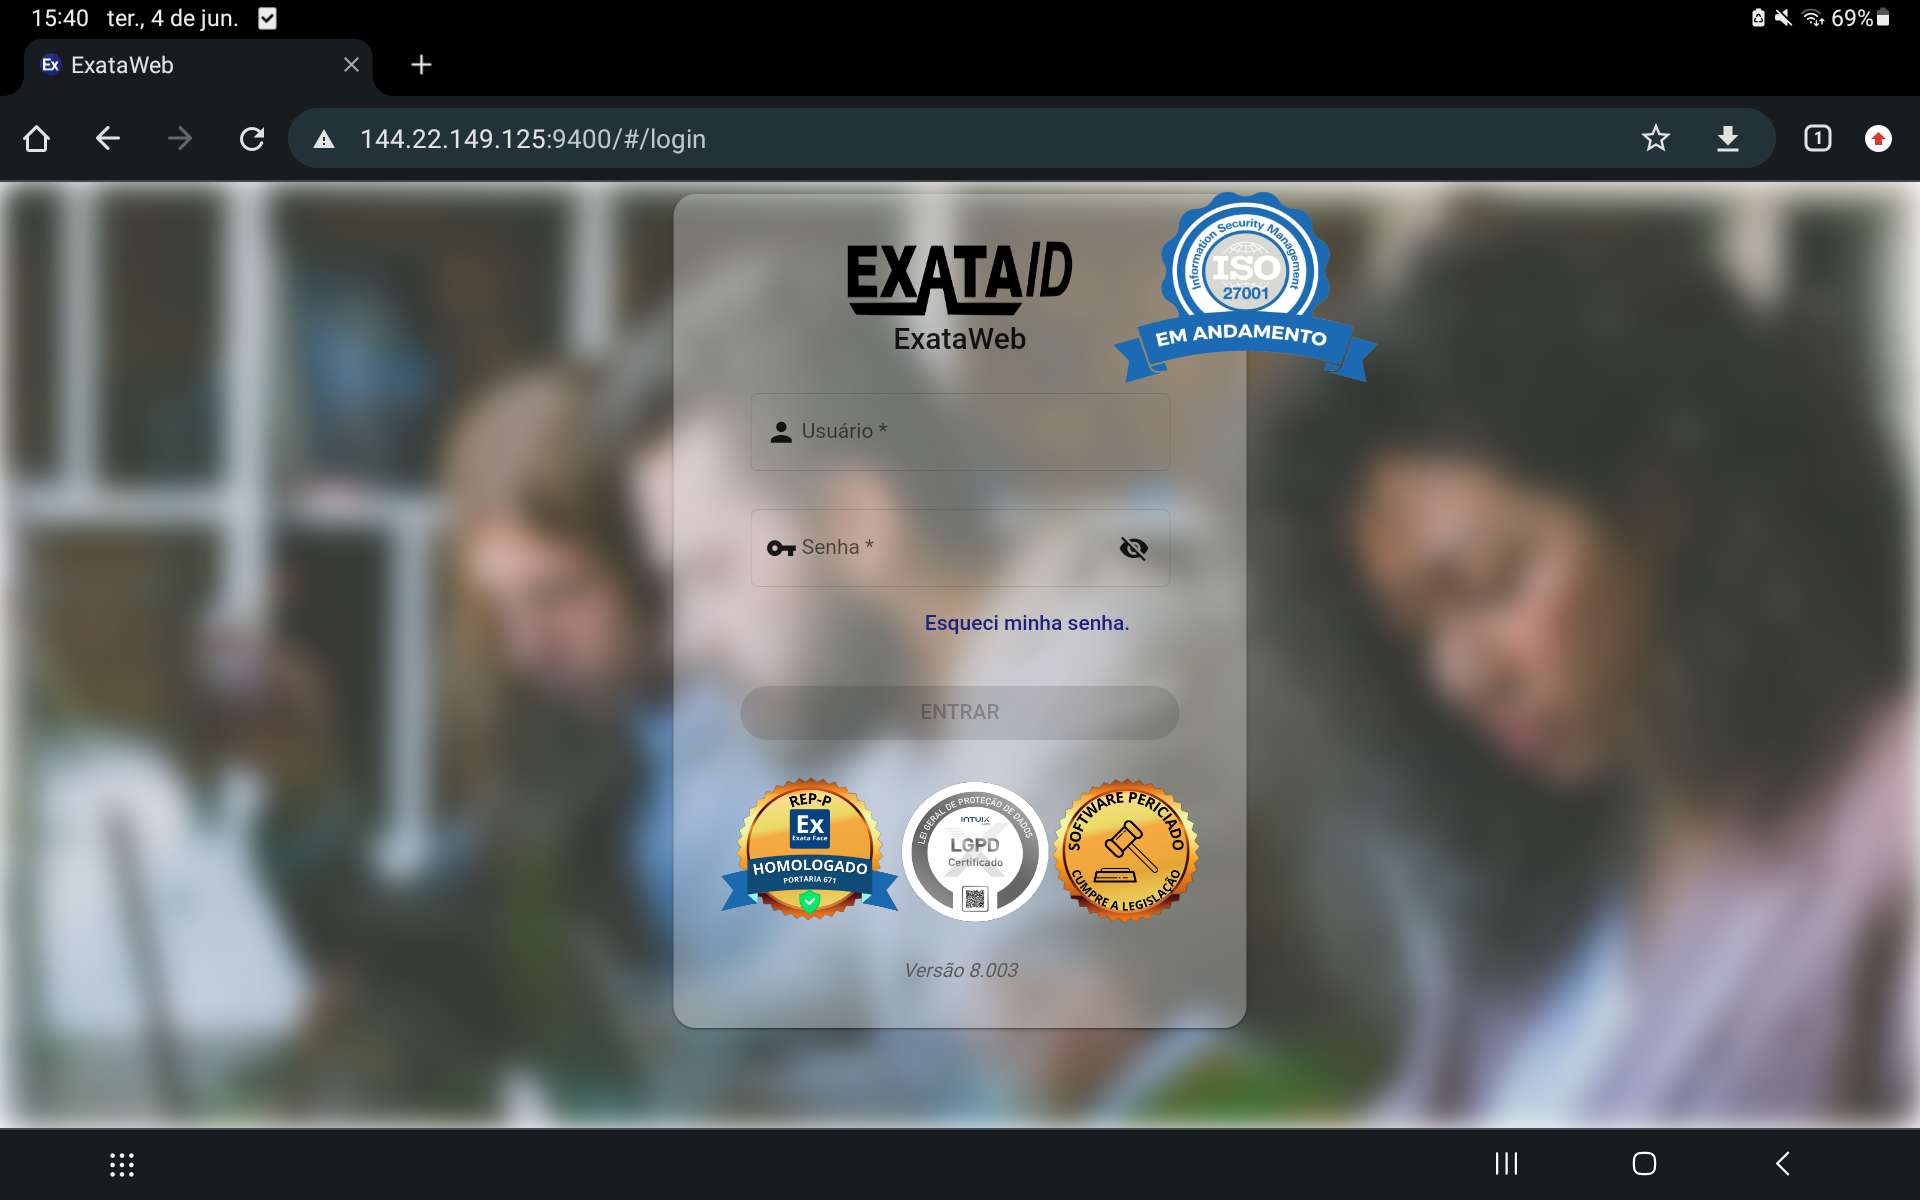 15:40 ter., 4 de jun.
69%
Ex ExataWeb
144.22.149.125:9400/#/login
1
EXATAID
ExataWeb
Information Security Management
ISO
27001
EM ANDAMENTO
Usuário *
Senha *
Esqueci minha senha.
ENTRAR
REP-P
Ex
Exata Face
HOMOLOGADO
PORTARIA 671
LEI GERAL DE PROTEÇÃO DE DADOS
INTUIX
LGPD
Certificado
SOFTWARE PERICIADO
CUMPRE A LEGISLAÇÃO
Versão 8.003